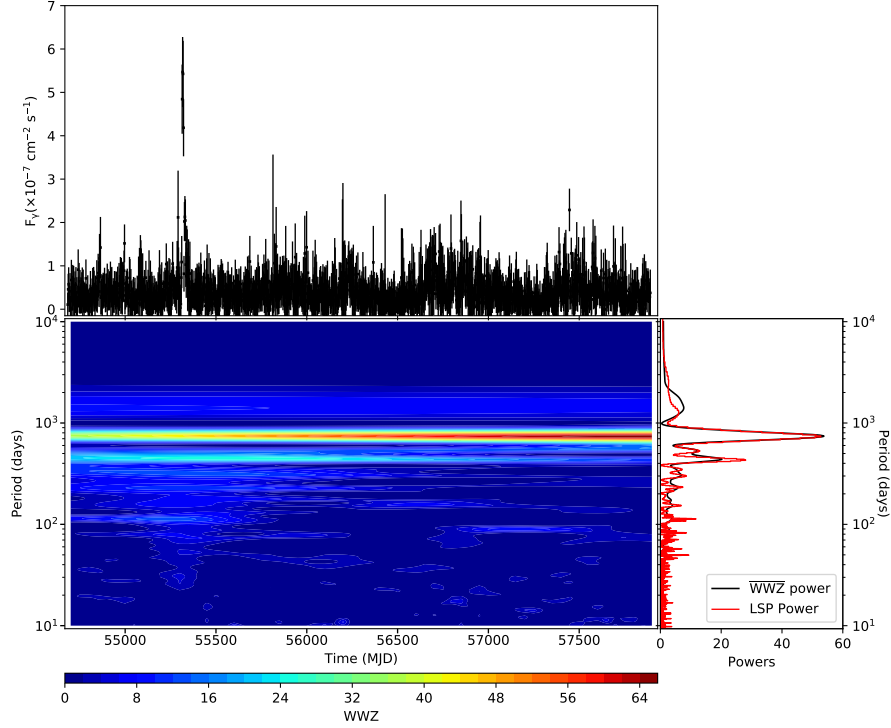 7
6
5
4
3
2
1
0
Fγ(×10⁻⁷ cm⁻² s⁻¹)
10⁴
10³
10²
10¹
Period (days)
55000 55500 56000 56500 57000 57500
Time (MJD)
10⁴
10³
10²
10¹
Period (days)
WWZ power
LSP Power
0 20 40 60
Powers
0 8 16 24 32 40 48 56 64
WWZ